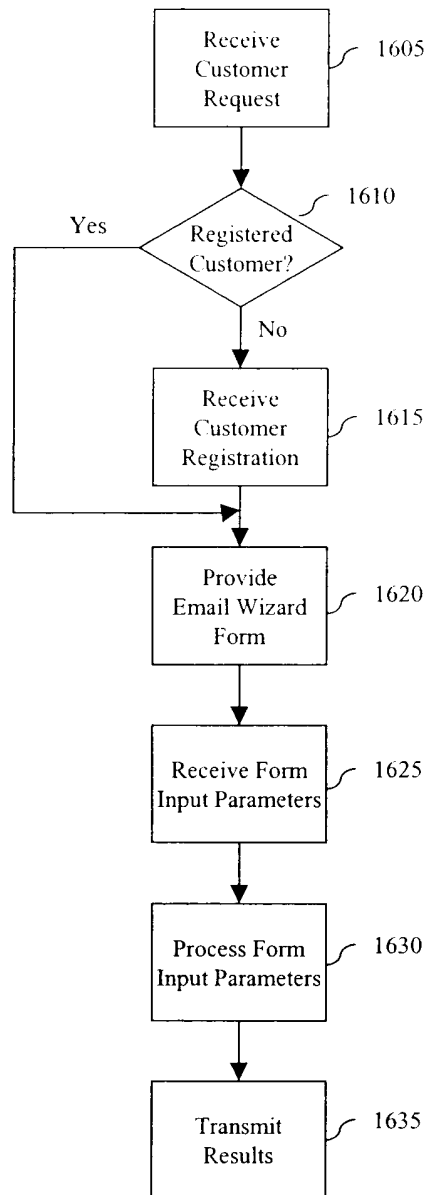 Receive
Customer
Request
1605
1610
Yes
Registered
Customer?
No
Receive
Customer
Registration
1615
Provide
Email Wizard
Form
1620
Receive Form
Input Parameters
1625
Process Form
Input Parameters
1630
Transmit
Results
1635